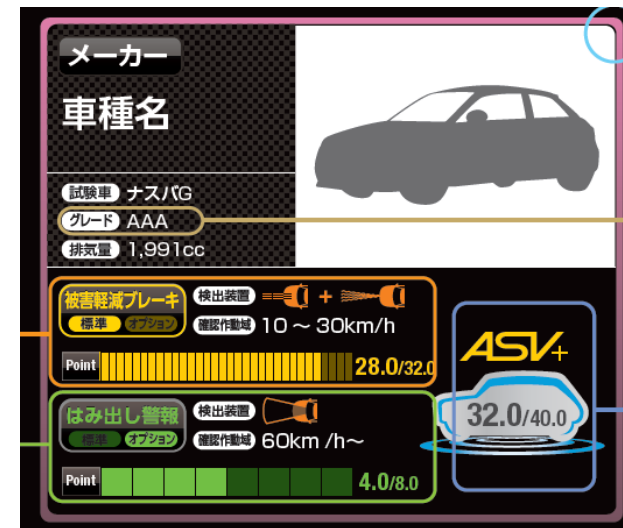 メーカー
車種名
試験車 ナスバG
グレード AAA
排気量 1,991cc
被害軽減ブレーキ 検出装置 +
標準 オプション 確認作動域 10 ~ 30km/h
Point 28.0/32.0
はみ出し警報 検出装置
標準 オプション 確認作動域 60km /h~
Point 4.0/8.0
ASV+
32.0/40.0